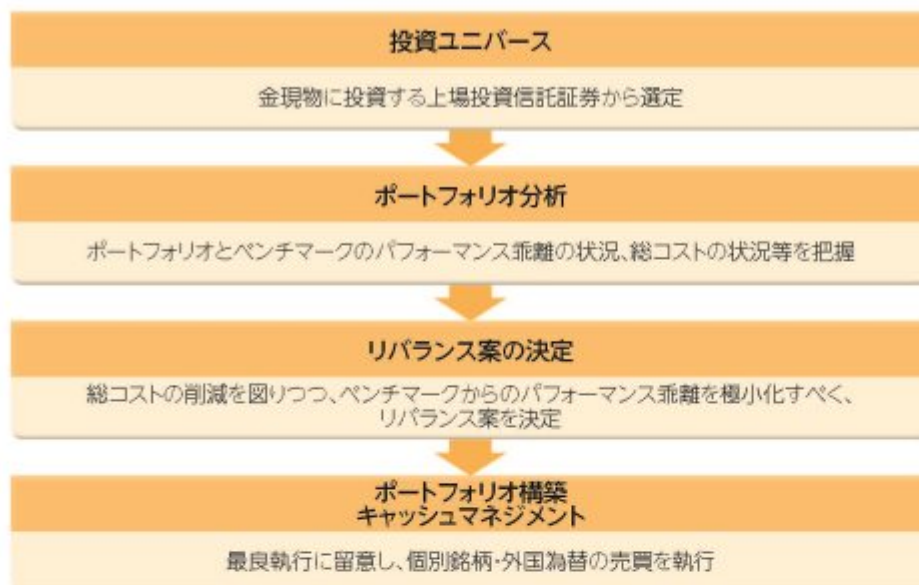 投資ユニバース
金現物に投資する上場投資信託証券から選定
ポートフォリオ分析
ポートフォリオとベンチマークのパフォーマンス乖離の状況、総コストの状況等を把握
リバランス案の決定
総コストの削減を図りつつ、ベンチマークからのパフォーマンス乖離を極小化すべく、
リバランス案を決定
ポートフォリオ構築
キャッシュマネジメント
最良執行に留意し、個別銘柄・外国為替の売買を執行